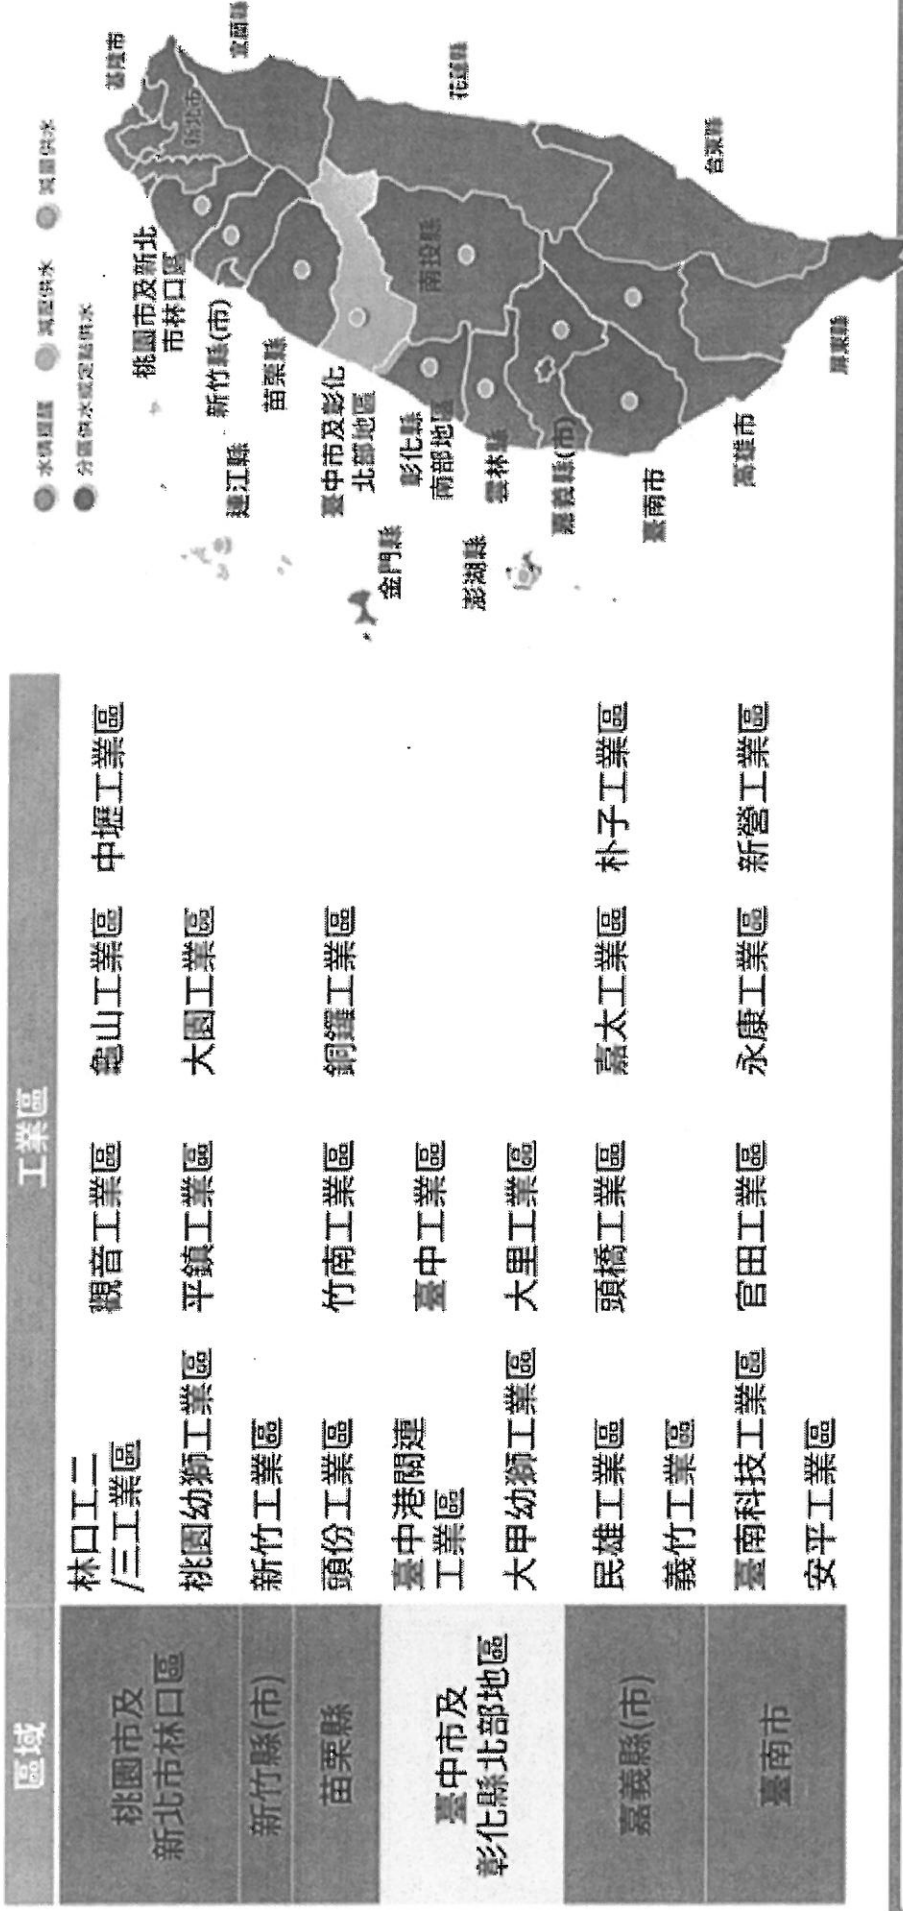 區域 工業區
桃園市及
新北市林口區
林口工二
/三工業區
觀音工業區
龜山工業區
中壢工業區
桃園幼獅工業區
平鎮工業區
大園工業區
新竹縣(市)
新竹工業區
苗栗縣
頭份工業區
竹南工業區
銅鑼工業區
臺中市及
彰化縣北部地區
臺中港關連
工業區
臺中工業區
大甲幼獅工業區
大里工業區
嘉義縣(市)
民雄工業區
頭橋工業區
嘉太工業區
朴子工業區
義竹工業區
臺南市
臺南科技工業區
官田工業區
永康工業區
新營工業區
安平工業區
水情提醒
減壓供水
減量供水
分區供水或定點供水
基隆市
新北市
宜蘭縣
桃園市及新北
市林口區
新竹縣(市)
苗栗縣
連江縣
臺中市及彰化
北部地區
金門縣
彰化縣
南部地區
南投縣
花蓮縣
雲林縣
澎湖縣
嘉義縣(市)
臺南市
高雄市
台東縣
屏東縣